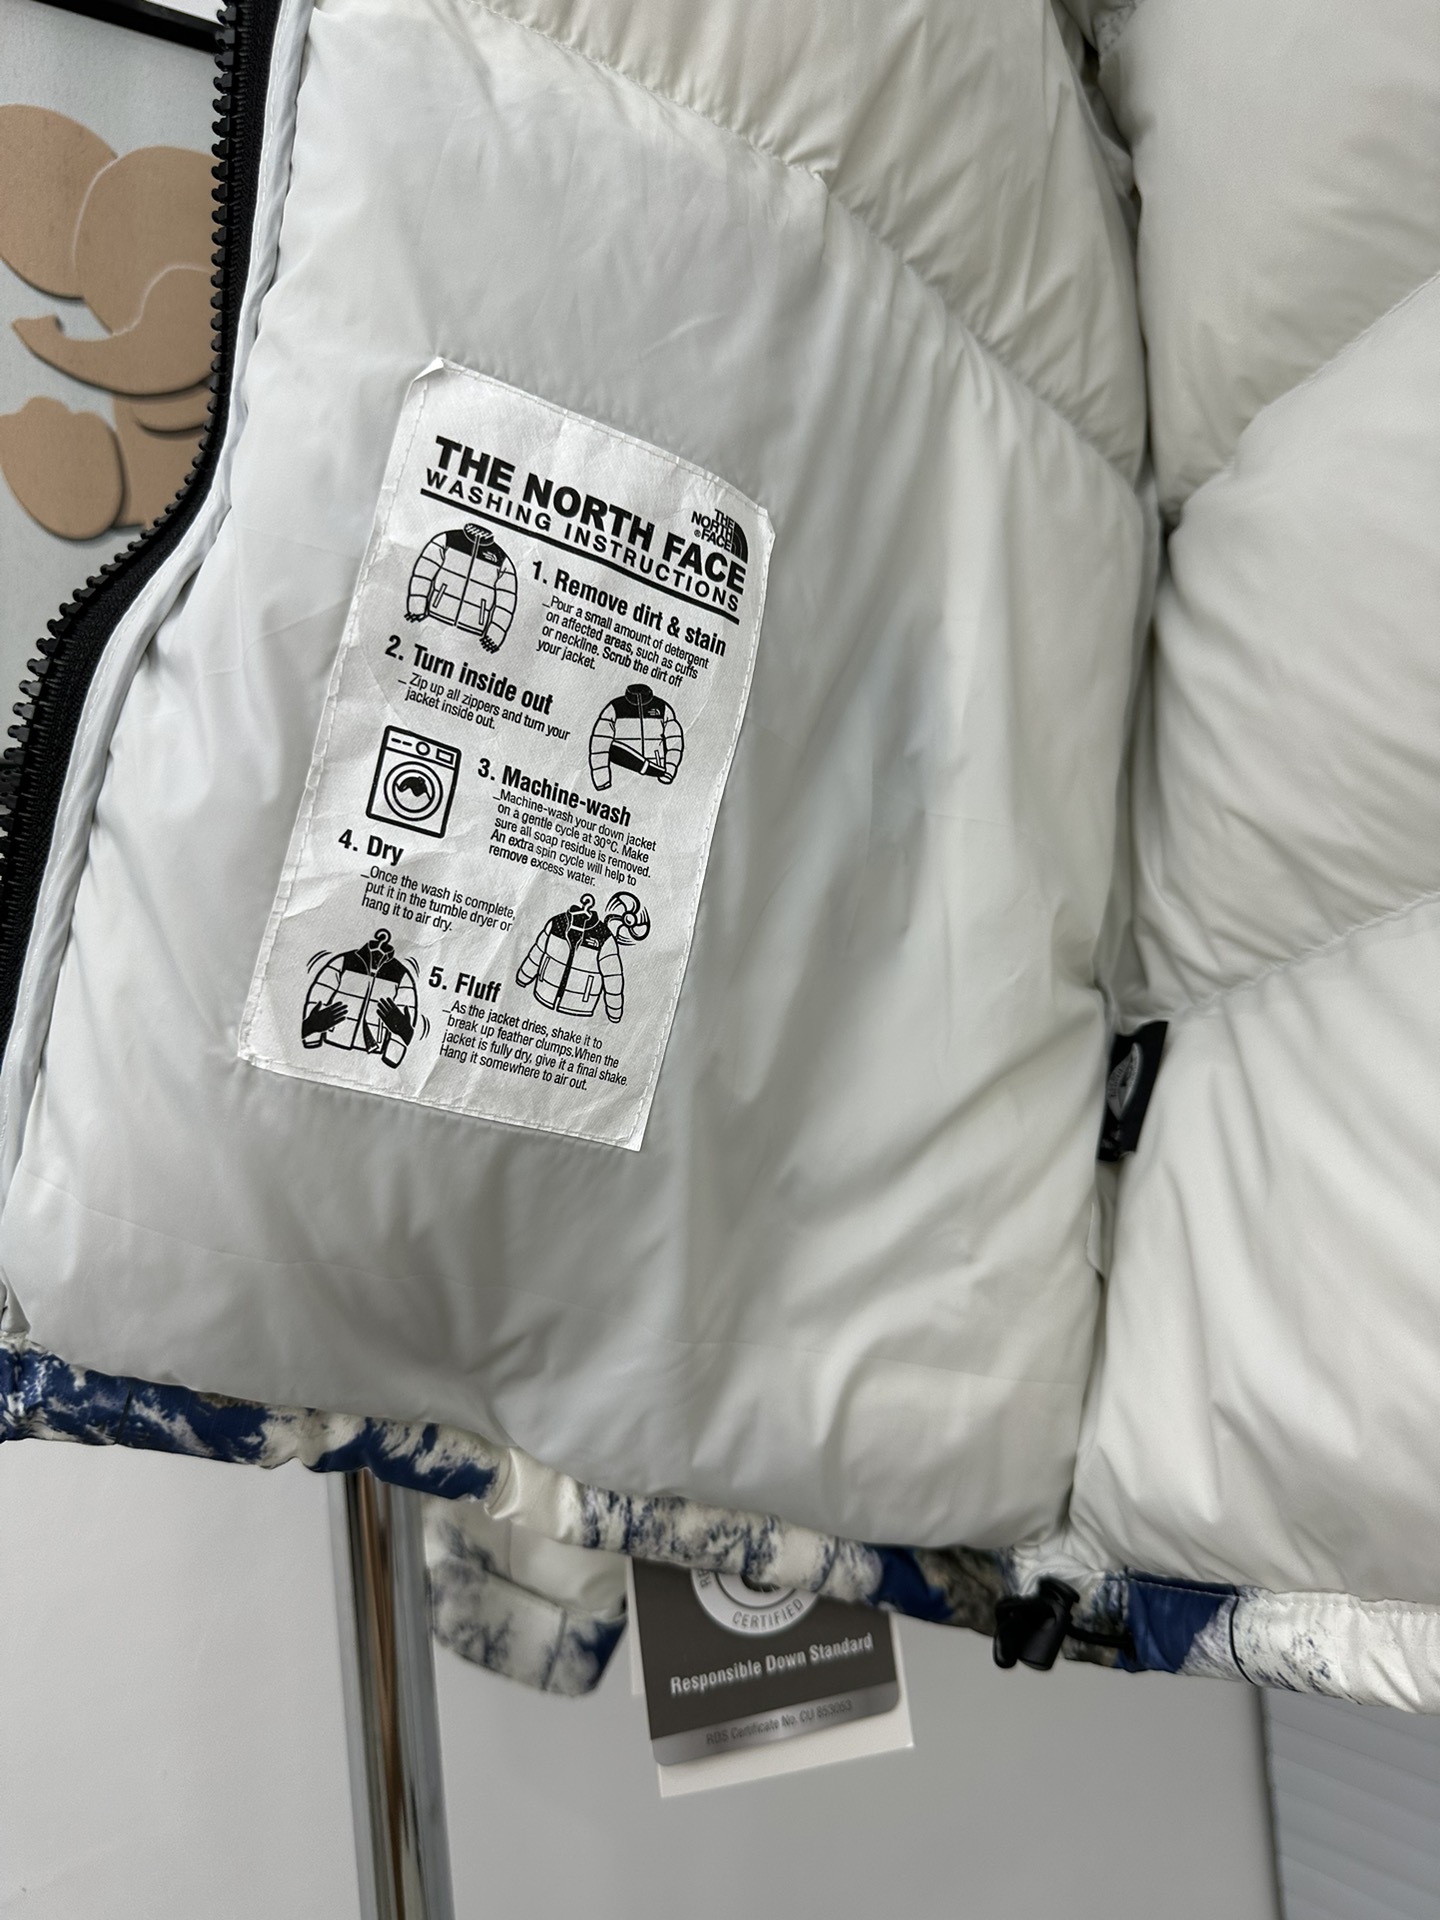 THE NORTH FACE
WASHING INSTRUCTIONS
THE
NORTH
FACE
®
1. Remove dirt & stain
_Pour a small amount of detergent
on affected areas, such as cuffs
or neckline. Scrub the dirt off
your jacket.
2. Turn inside out
_ Zip up all zippers and turn your
jacket inside out.
3. Machine-wash
_Machine-wash your down jacket
on a gentle cycle at 30°C. Make
sure all soap residue is removed.
An extra spin cycle will help to
remove excess water.
4. Dry
_Once the wash is complete,
put it in the tumble dryer or
hang it to air dry.
5. Fluff
_As the jacket dries, shake it to
break up feather clumps.When the
jacket is fully dry, give it a final shake.
Hang it somewhere to air out.
CERTIFIED
Responsible Down Standard
RDS Certificate No. CU 853053